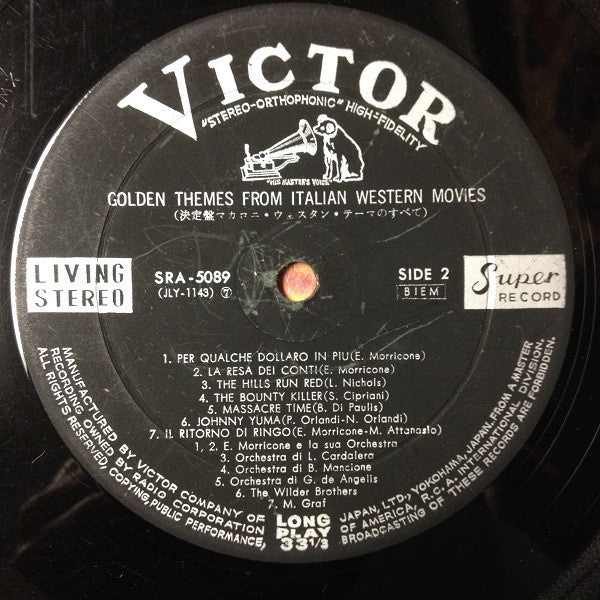 VICTOR
"STEREO-ORTHOPHONIC" HIGH-FIDELITY
"HIS MASTER'S VOICE"
GOLDEN THEMES FROM ITALIAN WESTERN MOVIES
(決定盤マカロニ・ウェスタン・テーマのすべて)
LIVING STEREO
SRA-5089
(JLY-1143) ⑦
SIDE 2
BIEM
Super RECORD
1. PER QUALCHE DOLLARO IN PIU(E. Morricone)
2. LA RESA DEI CONTI(E. Morricone)
3. THE HILLS RUN RED(L. Nichols)
4. THE BOUNTY KILLER(S. Cipriani)
5. MASSACRE TIME(B. Di Paulis)
6. JOHNNY YUMA(P. Orlandi-N. Orlandi)
7. IL RITORNO DI RINGO(E. Morricone-M. Attanasio)
1, 2. E. Morricone e la sua Orchestra
3. Orchestra di L. Cardalera
4. Orchestra di B. Mancione
5. Orchestra di G. de Angelis
6. The Wilder Brothers
7. M. Graf
MANUFACTURED BY VICTOR COMPANY OF JAPAN, LTD., YOKOHAMA, JAPAN, FROM A MASTER
RECORDING OWNED BY RADIO CORPORATION OF AMERICA, R.C.A. INTERNATIONAL DIVISION.
ALL RIGHTS RESERVED, COPYING, PUBLIC PERFORMANCE, BROADCASTING OF THESE RECORDS ARE FORBIDDEN.
LONG
PLAY
33 1/3